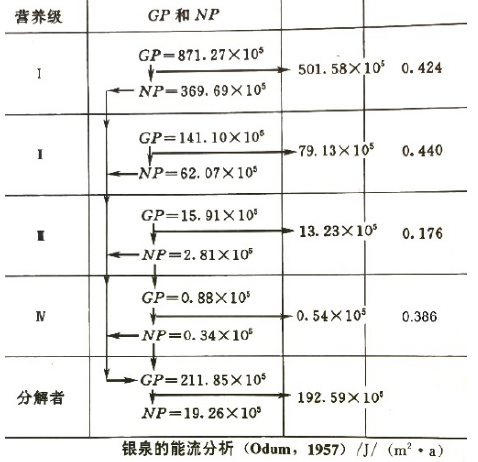 营养级 GP 和 NP
GP=871.27×10⁵
Ⅰ 501.58×10⁵ 0.424
NP=369.69×10⁵
GP=141.10×10⁵
Ⅱ 79.13×10⁵ 0.440
NP=62.07×10⁵
GP=15.91×10⁵
Ⅲ 13.23×10⁵ 0.176
NP=2.81×10⁵
GP=0.88×10⁵
Ⅳ 0.54×10⁵ 0.386
NP=0.34×10⁵
GP=211.85×10⁵
分解者 192.59×10⁵
NP=19.26×10⁵
银泉的能流分析（Odum，1957）/J/（m²·a）